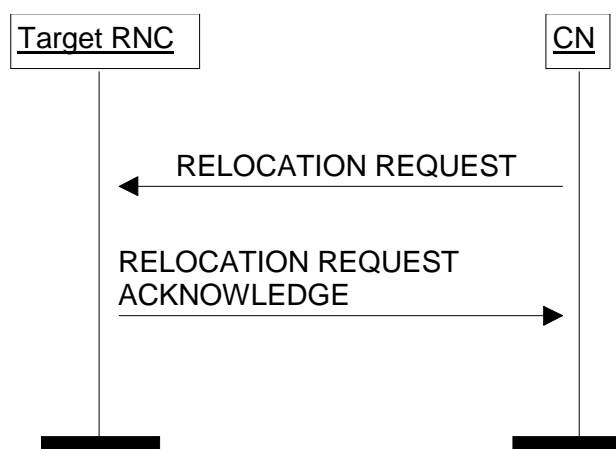 Target RNC
CN
RELOCATION REQUEST
RELOCATION REQUEST
ACKNOWLEDGE